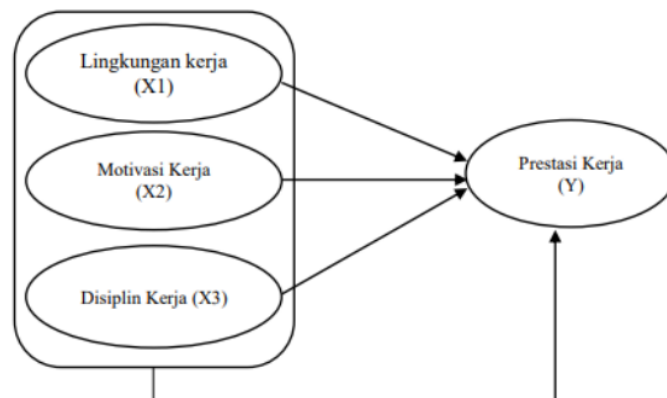 Lingkungan kerja
(X1)
Motivasi Kerja
(X2)
Disiplin Kerja (X3)
Prestasi Kerja
(Y)